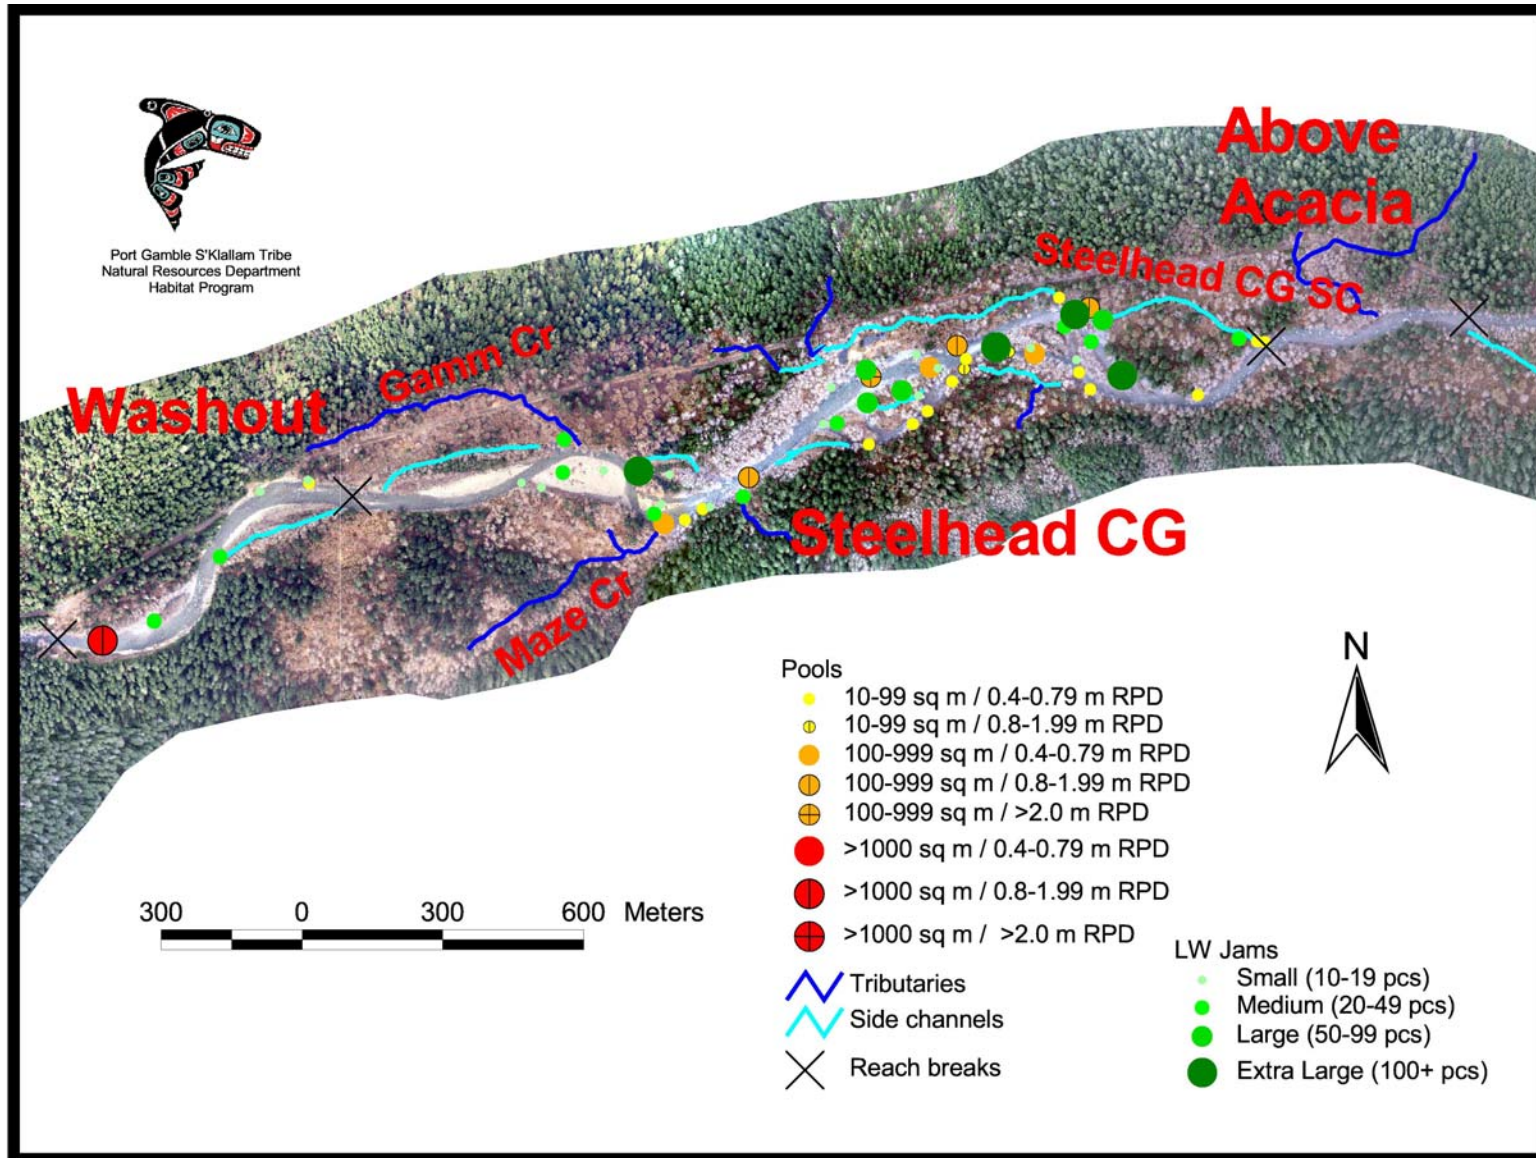 Above
Acacia
Port Gamble S'Klallam Tribe
Natural Resources Department
Habitat Program
Steelhead CG SC
Gamm Cr
Washout
Steelhead CG
Maze Cr
N
Pools
10-99 sq m / 0.4-0.79 m RPD
10-99 sq m / 0.8-1.99 m RPD
100-999 sq m / 0.4-0.79 m RPD
100-999 sq m / 0.8-1.99 m RPD
100-999 sq m / >2.0 m RPD
>1000 sq m / 0.4-0.79 m RPD
>1000 sq m / 0.8-1.99 m RPD
>1000 sq m / >2.0 m RPD
300 0 300 600 Meters
Tributaries
Side channels
Reach breaks
LW Jams
Small (10-19 pcs)
Medium (20-49 pcs)
Large (50-99 pcs)
Extra Large (100+ pcs)